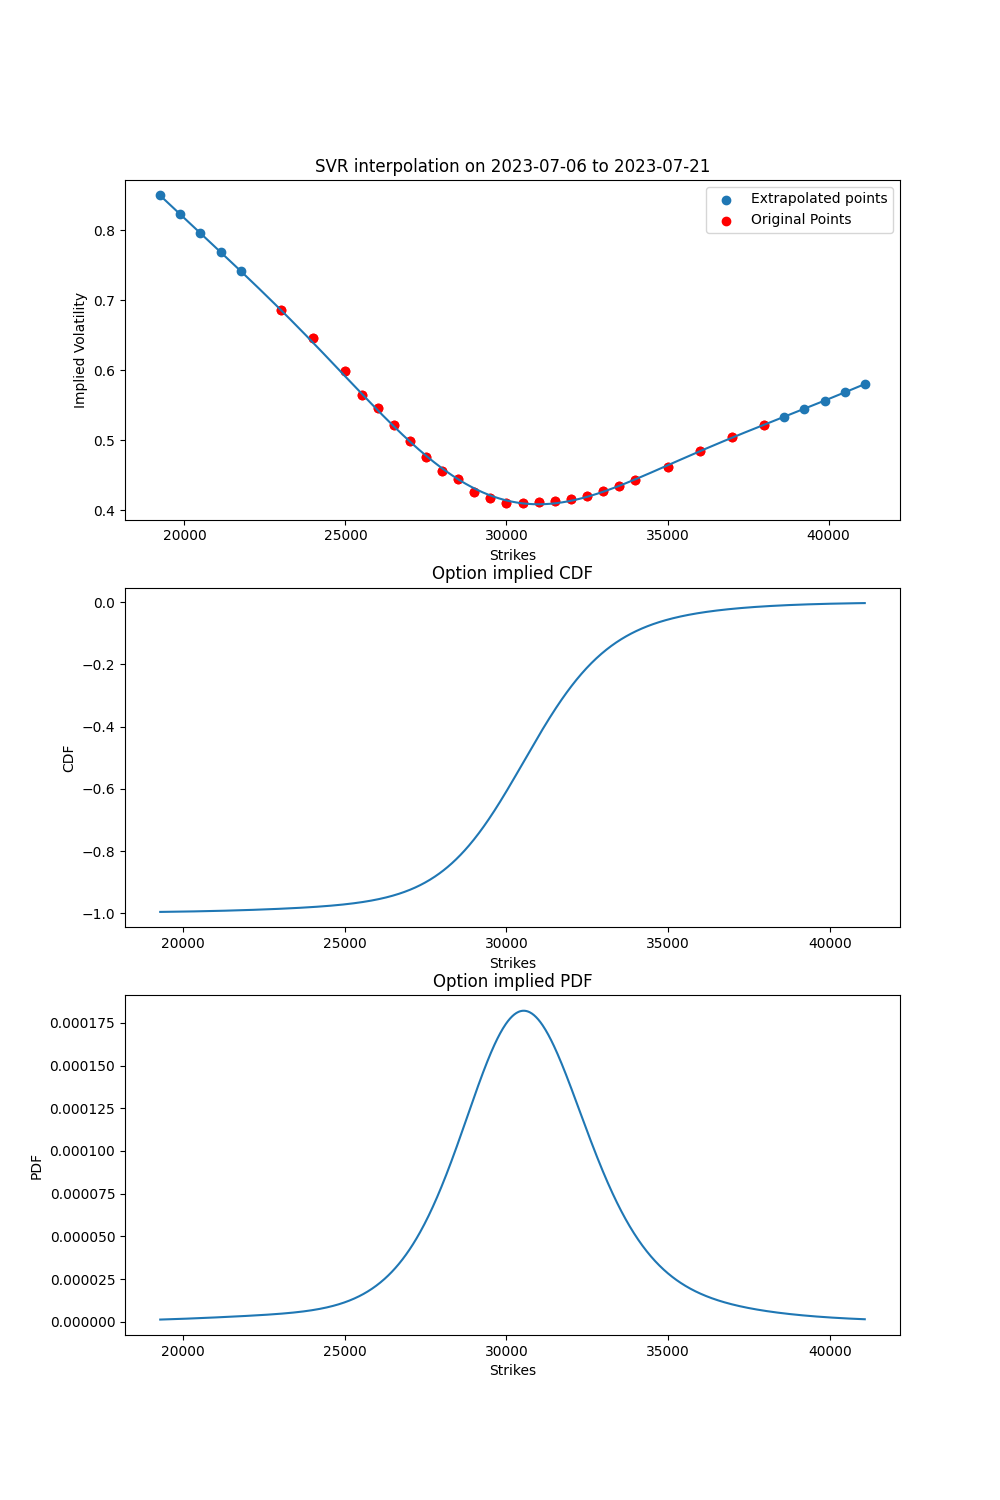 SVR interpolation on 2023-07-06 to 2023-07-21
Extrapolated points
Original Points
Implied Volatility
0.8
0.7
0.6
0.5
0.4
20000 25000 30000 35000 40000
Strikes
Option implied CDF
CDF
0.0
−0.2
−0.4
−0.6
−0.8
−1.0
20000 25000 30000 35000 40000
Strikes
Option implied PDF
PDF
0.000175
0.000150
0.000125
0.000100
0.000075
0.000050
0.000025
0.000000
20000 25000 30000 35000 40000
Strikes